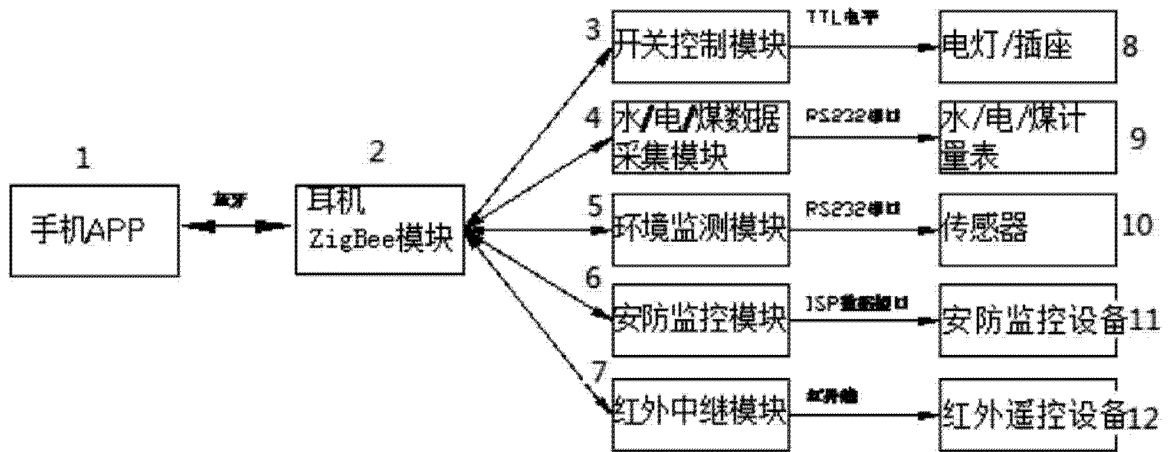 3
开关控制模块
TTL电平
电灯/插座
8
4
水/电/煤数据
采集模块
RS232接口
水/电/煤计
量表
9
1
手机APP
蓝牙
2
耳机
ZigBee模块
5
环境监测模块
RS232接口
传感器
10
6
安防监控模块
安防监控设备
11
7
红外中继模块
红外遥控设备
12